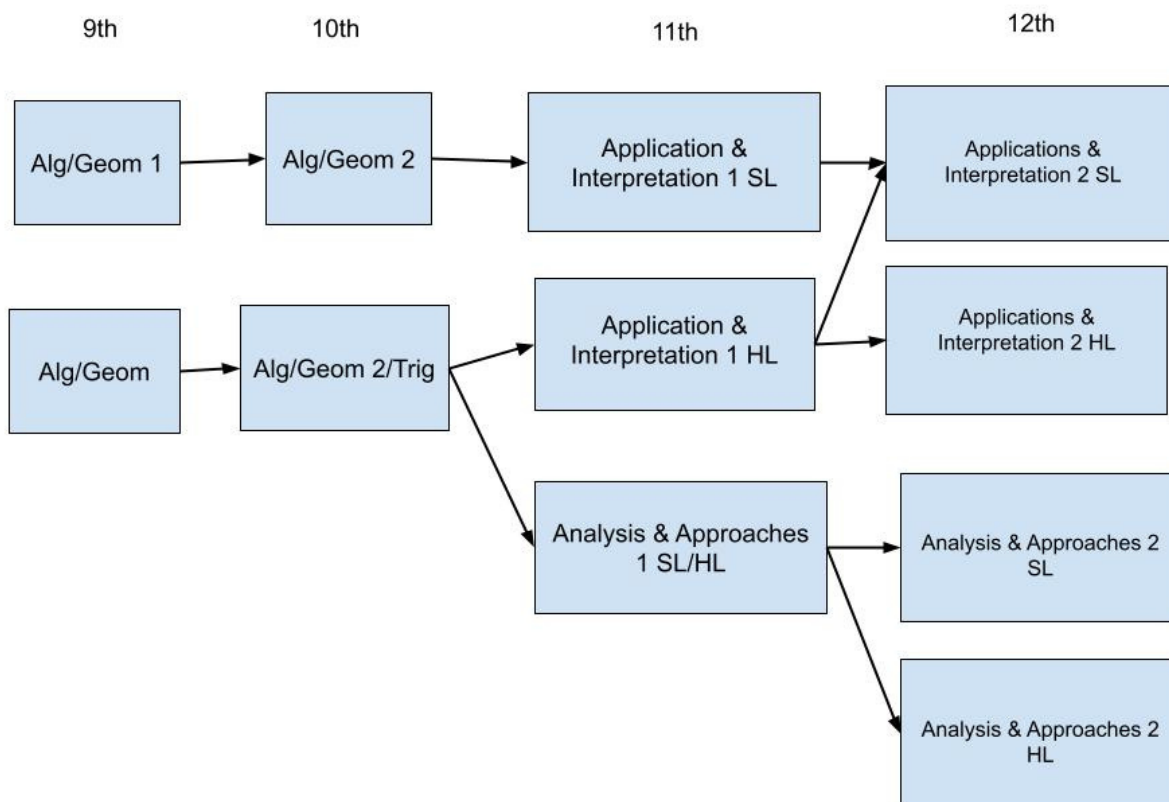 9th
10th
11th
12th
Alg/Geom 1
Alg/Geom 2
Application &
Interpretation 1 SL
Applications &
Interpretation 2 SL
Alg/Geom
Alg/Geom 2/Trig
Application &
Interpretation 1 HL
Applications &
Interpretation 2 HL
Analysis & Approaches
1 SL/HL
Analysis & Approaches 2
SL
Analysis & Approaches 2
HL